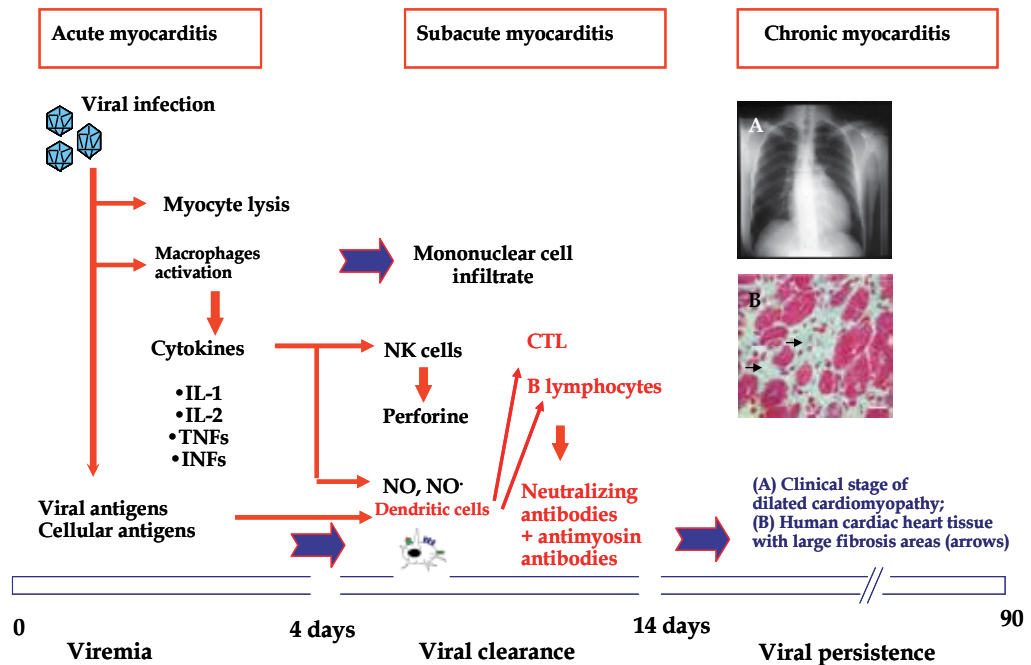 Acute myocarditis
Subacute myocarditis
Chronic myocarditis
Viral infection
Myocyte lysis
Macrophages
activation
Mononuclear cell
infiltrate
Cytokines
•IL-1
•IL-2
•TNFs
•INFs
NK cells
Perforine
NO, NO·
Dendritic cells
CTL
B lymphocytes
Neutralizing
antibodies
+ antimyosin
antibodies
Viral antigens
Cellular antigens
A
B
(A) Clinical stage of
dilated cardiomyopathy;
(B) Human cardiac heart tissue
with large fibrosis areas (arrows)
0
4 days
14 days
90
Viremia
Viral clearance
Viral persistence